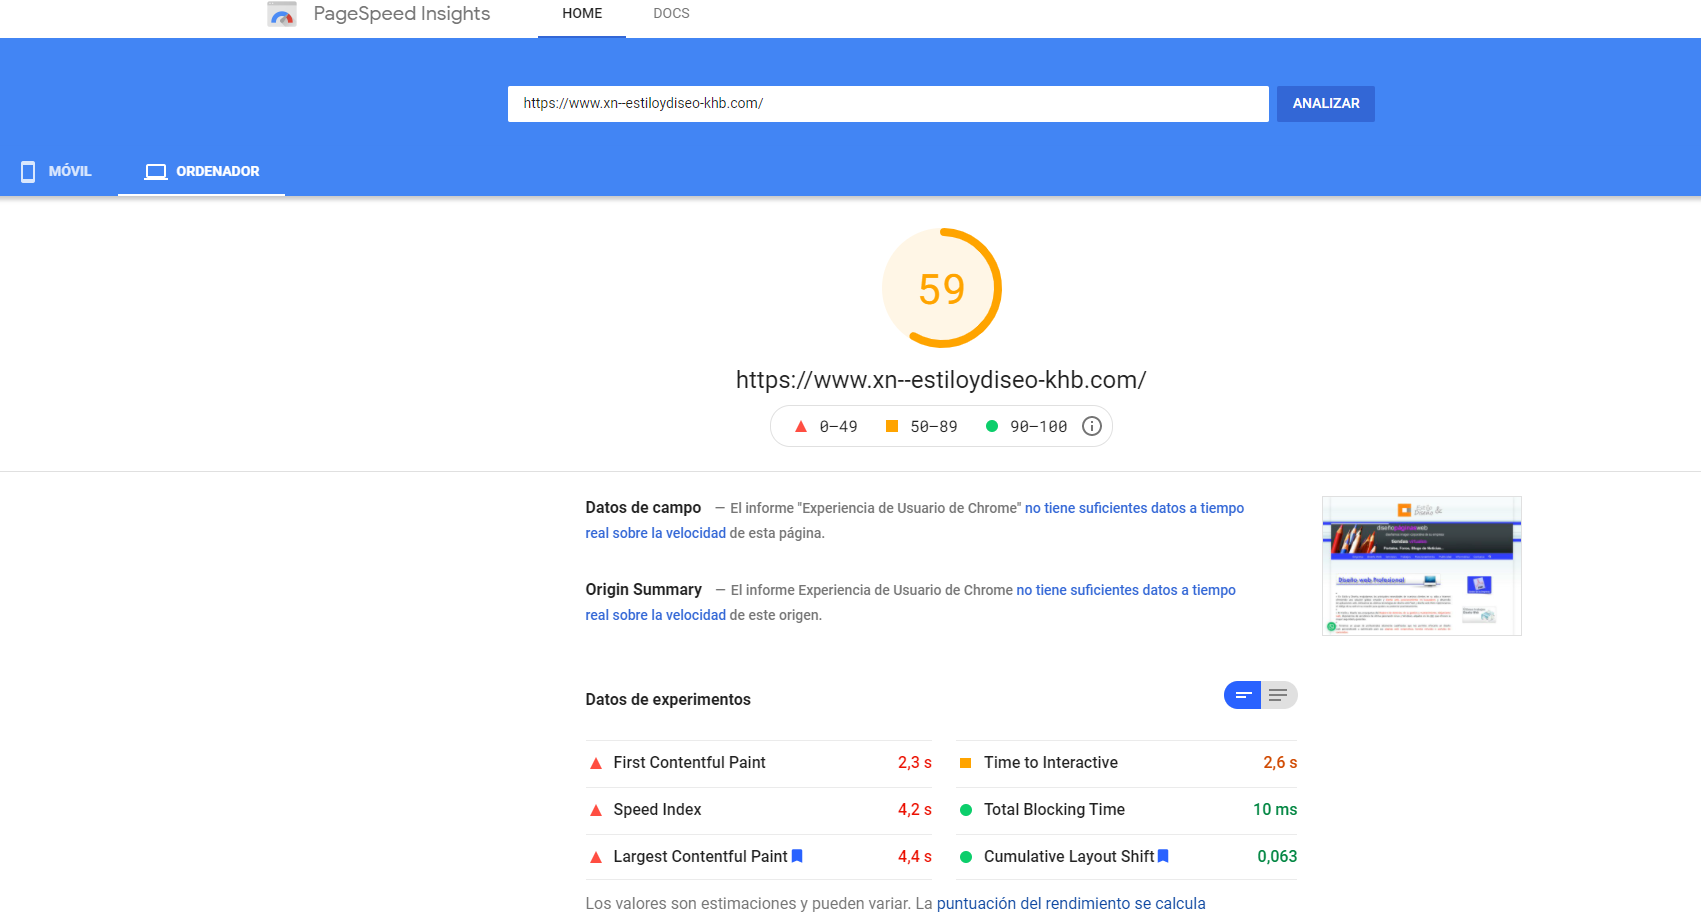 PageSpeed Insights HOME DOCS
https://www.xn--estiloydiseo-khb.com/ ANALIZAR
MÓVIL ORDENADOR
59
https://www.xn--estiloydiseo-khb.com/
0–49 50–89 90–100
Datos de campo — El informe "Experiencia de Usuario de Chrome" no tiene suficientes datos a tiempo
real sobre la velocidad de esta página.
Origin Summary — El informe Experiencia de Usuario de Chrome no tiene suficientes datos a tiempo
real sobre la velocidad de este origen.
Diseño web Profesional
Datos de experimentos
First Contentful Paint 2,3 s
Time to Interactive 2,6 s
Speed Index 4,2 s
Total Blocking Time 10 ms
Largest Contentful Paint 4,4 s
Cumulative Layout Shift 0,063
Los valores son estimaciones y pueden variar. La puntuación del rendimiento se calcula